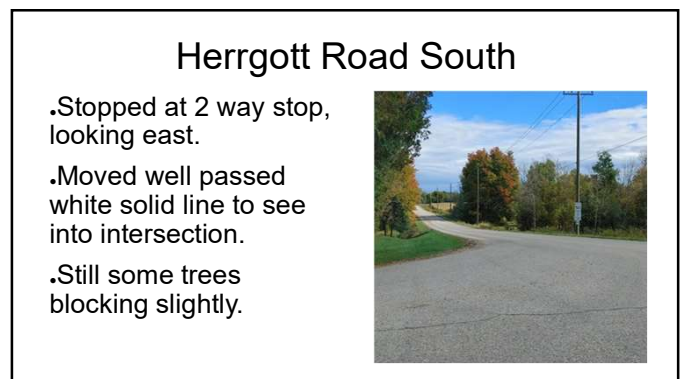 Herrgott Road South
•Stopped at 2 way stop,
looking east.
•Moved well passed
white solid line to see
into intersection.
•Still some trees
blocking slightly.